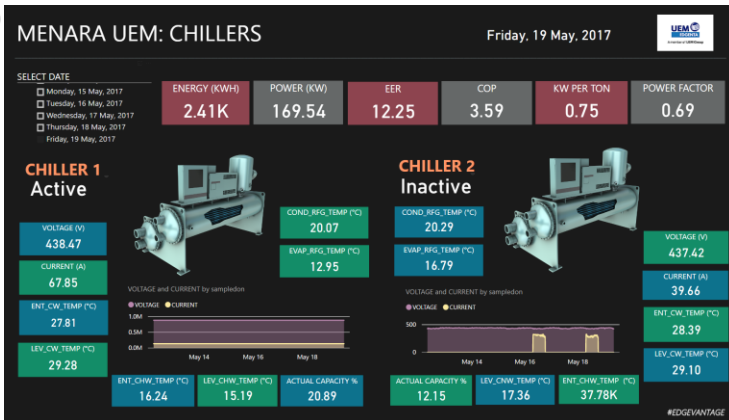 MENARA UEM: CHILLERS
Friday, 19 May, 2017
UEM
EDGENTA
SELECT DATE
Monday, 15 May, 2017
Tuesday, 16 May, 2017
Wednesday, 17 May, 2017
Thursday, 18 May, 2017
Friday, 19 May, 2017
ENERGY (KWH)
2.41K
POWER (KW)
169.54
EER
12.25
COP
3.59
KW PER TON
0.75
POWER FACTOR
0.69
CHILLER 1
Active
VOLTAGE (V)
438.47
CURRENT (A)
67.85
ENT_CW_TEMP (°C)
27.81
LEV_CW_TEMP (°C)
29.28
COND_RFG_TEMP (°C)
20.07
EVAP_RFG_TEMP (°C)
12.95
VOLTAGE and CURRENT by sampledon
VOLTAGE CURRENT
1.0M
0.5M
0.0M
May 14 May 16 May 18
ENT_CHW_TEMP (°C)
16.24
LEV_CHW_TEMP (°C)
15.19
ACTUAL CAPACITY %
20.89
CHILLER 2
Inactive
COND_RFG_TEMP (°C)
20.29
EVAP_RFG_TEMP (°C)
16.79
VOLTAGE and CURRENT by sampledon
VOLTAGE CURRENT
500
0
May 14 May 16 May 18
VOLTAGE (V)
437.42
CURRENT (A)
39.66
ENT_CW_TEMP (°C)
28.39
LEV_CW_TEMP (°C)
29.10
ACTUAL CAPACITY %
12.15
LEV_CNW_TEMP (°C)
17.36
ENT_CHW_TEMP (°C)
37.78K
#EDGEVANTAGE